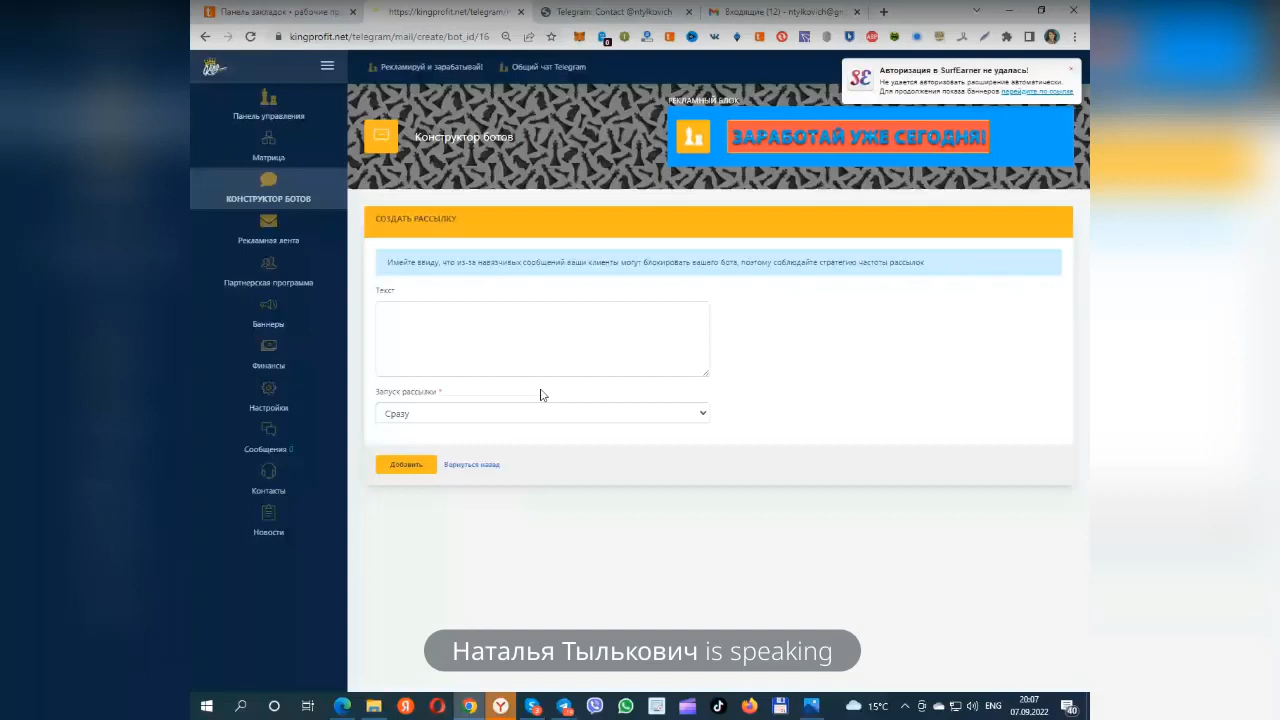 Панель закладок • рабочее пр
https://kingprofit.net/telegram/
Telegram: Contact @ntylkovich
Входящие (12) - ntylkovich@gm
kingprofit.net/telegram/mail/create/bot_id/16
Рекламируй и зарабатывай!
Общий чат Telegram
Авторизация в SurfEarner не удалась!
Не удается авторизовать расширение автоматически.
Для продолжения показа баннеров перейдите по ссылке
РЕКЛАМНЫЙ БЛОК
Конструктор ботов
ЗАРАБОТАЙ УЖЕ СЕГОДНЯ!
Панель управления
Матрица
КОНСТРУКТОР БОТОВ
Рекламная лента
Партнерская программа
Баннеры
Финансы
Настройки
Сообщения 0
Контакты
Новости
СОЗДАТЬ РАССЫЛКУ
Имейте ввиду, что из-за навязчивых сообщений ваши клиенты могут блокировать вашего бота, поэтому соблюдайте стратегию частоты рассылок
Текст
Запуск рассылки *
Сразу
Добавить
Вернуться назад
Наталья Тылькович is speaking
15°C
ENG
20:07
07.09.2022
40